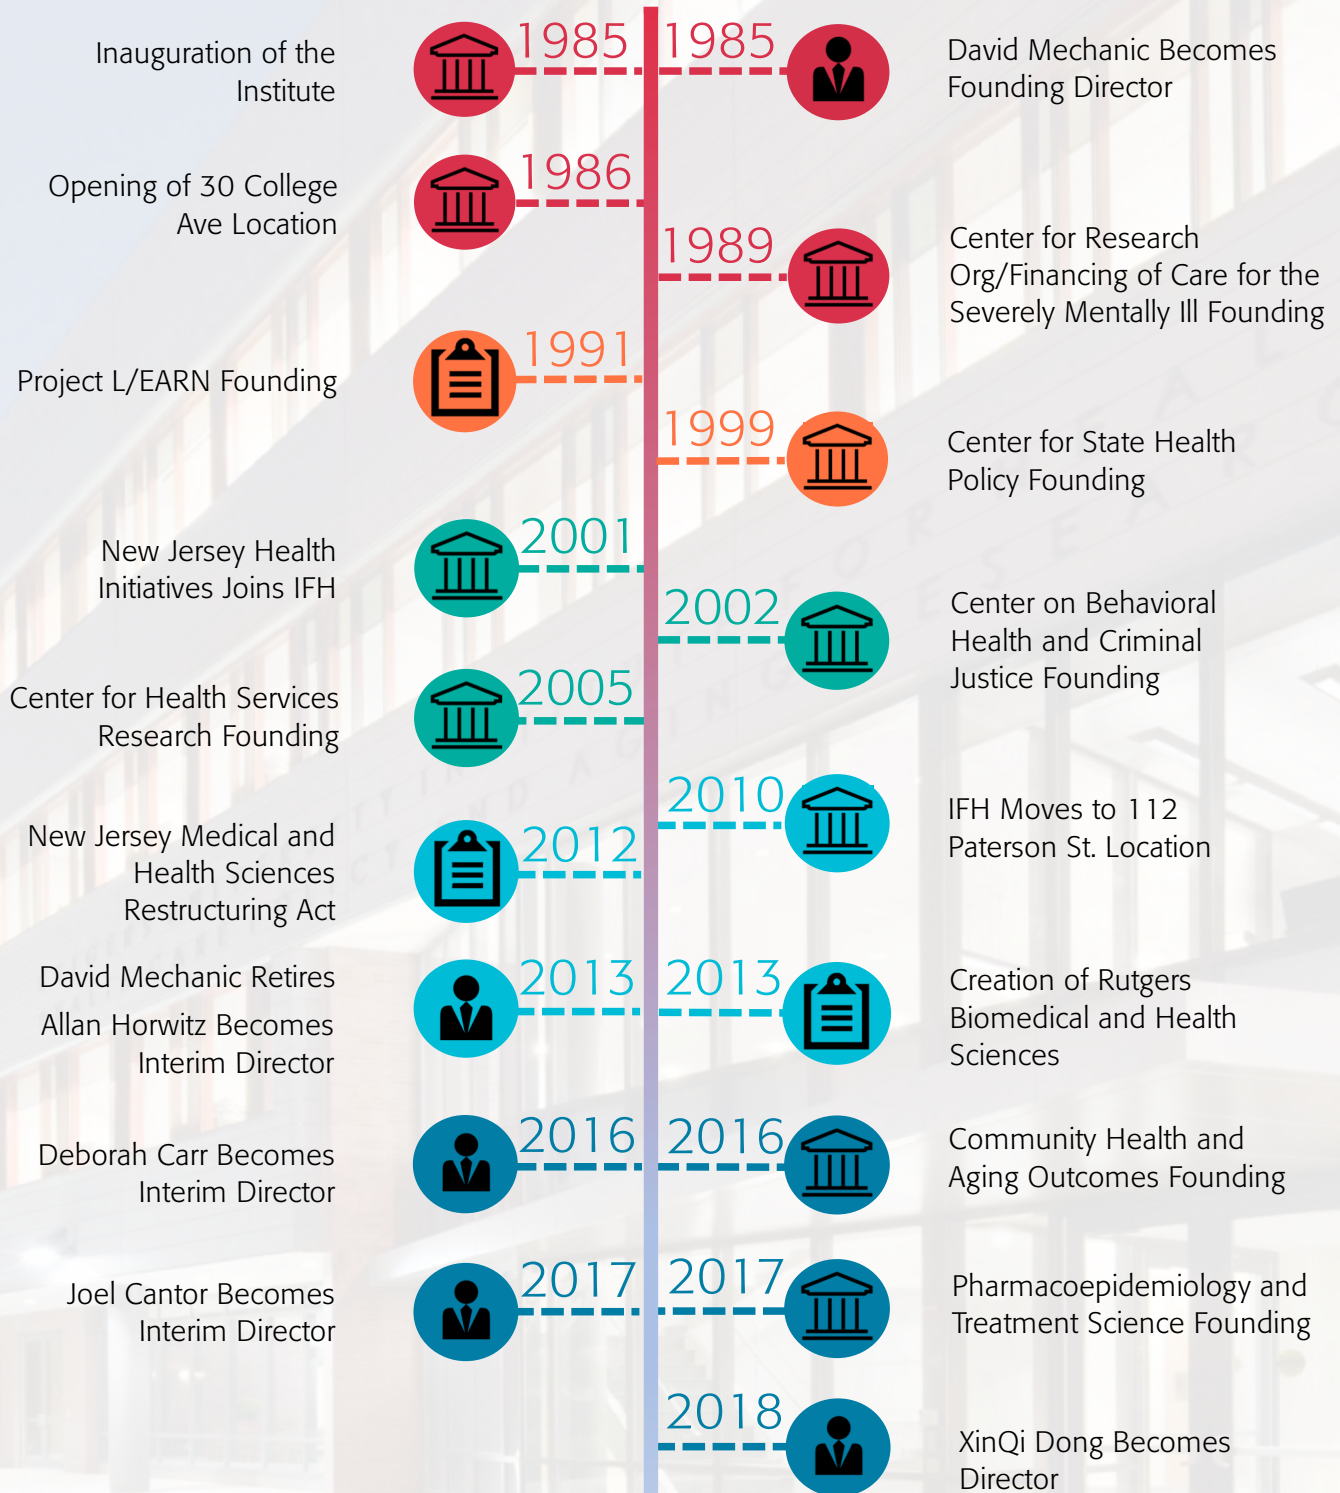 1985
Inauguration of the
Institute
1985
David Mechanic Becomes
Founding Director
1986
Opening of 30 College
Ave Location
1989
Center for Research
Org/Financing of Care for the
Severely Mentally Ill Founding
1991
Project L/EARN Founding
1999
Center for State Health
Policy Founding
2001
New Jersey Health
Initiatives Joins IFH
2002
Center on Behavioral
Health and Criminal
Justice Founding
2005
Center for Health Services
Research Founding
2010
IFH Moves to 112
Paterson St. Location
2012
New Jersey Medical and
Health Sciences
Restructuring Act
2013
David Mechanic Retires
Allan Horwitz Becomes
Interim Director
2013
Creation of Rutgers
Biomedical and Health
Sciences
2016
Deborah Carr Becomes
Interim Director
2016
Community Health and
Aging Outcomes Founding
2017
Joel Cantor Becomes
Interim Director
2017
Pharmacoepidemiology and
Treatment Science Founding
2018
XinQi Dong Becomes
Director